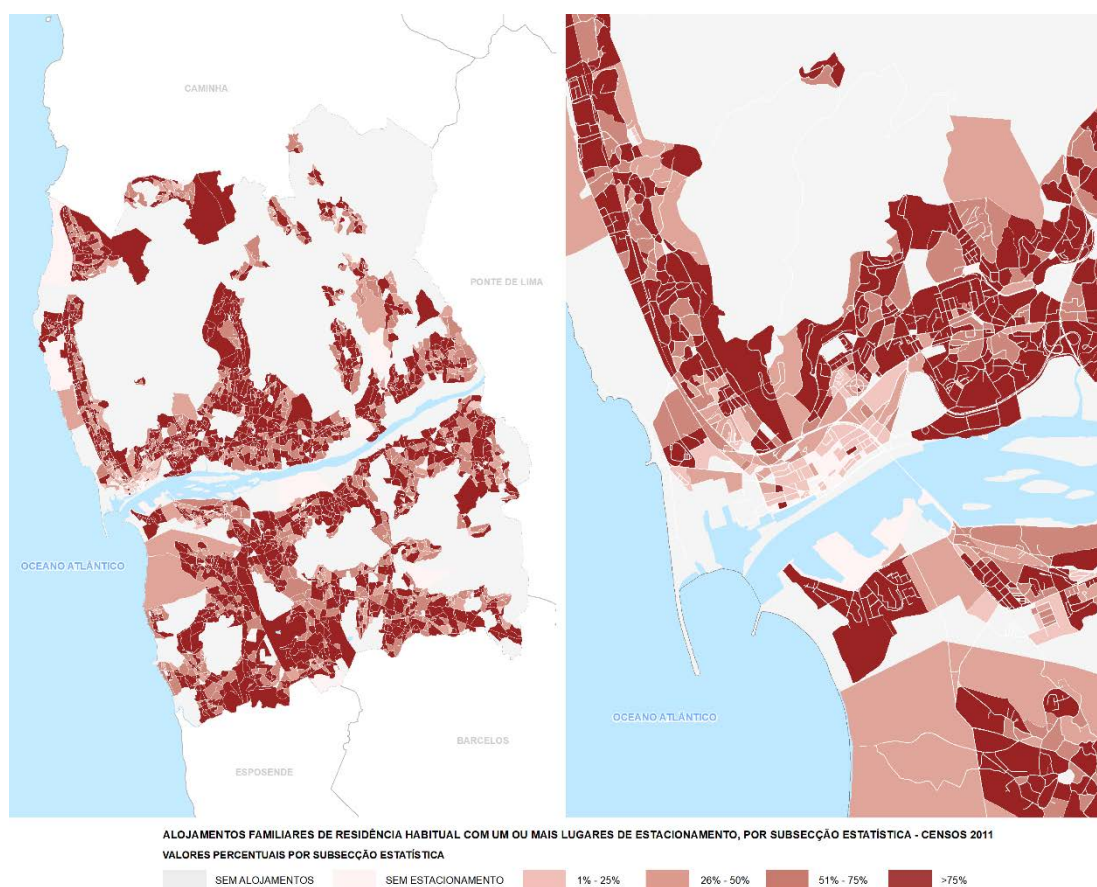 CAMINHA
PONTE DE LIMA
OCEANO ATLÂNTICO
BARCELOS
ESPOSENDE
OCEANO ATLÂNTICO
ALOJAMENTOS FAMILIARES DE RESIDÊNCIA HABITUAL COM UM OU MAIS LUGARES DE ESTACIONAMENTO, POR SUBSECÇÃO ESTATÍSTICA - CENSOS 2011
VALORES PERCENTUAIS POR SUBSECÇÃO ESTATÍSTICA
SEM ALOJAMENTOS SEM ESTACIONAMENTO 1% - 25% 26% - 50% 51% - 75% >75%